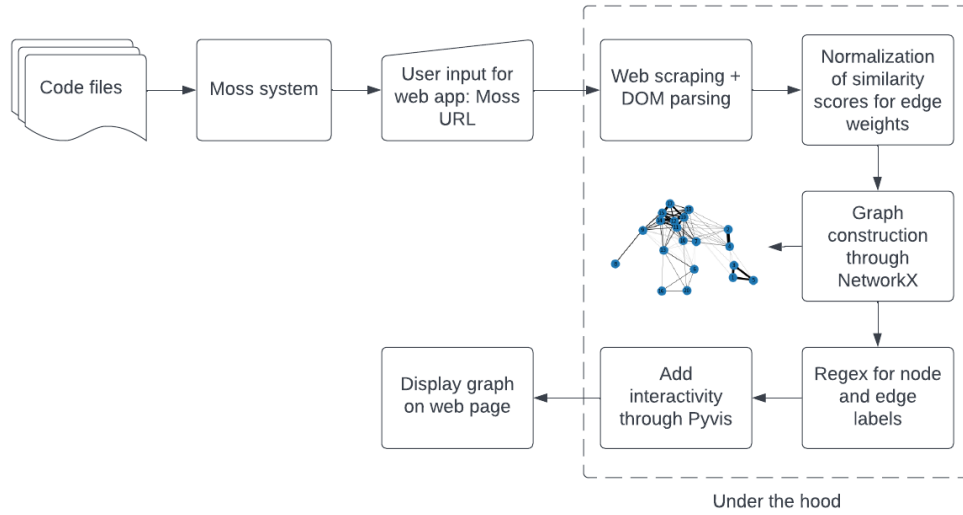 Code files
Moss system
User input for
web app: Moss
URL
Web scraping +
DOM parsing
Normalization
of similarity
scores for edge
weights
Graph
construction
through
NetworkX
Regex for node
and edge
labels
Add
interactivity
through Pyvis
Display graph
on web page
Under the hood